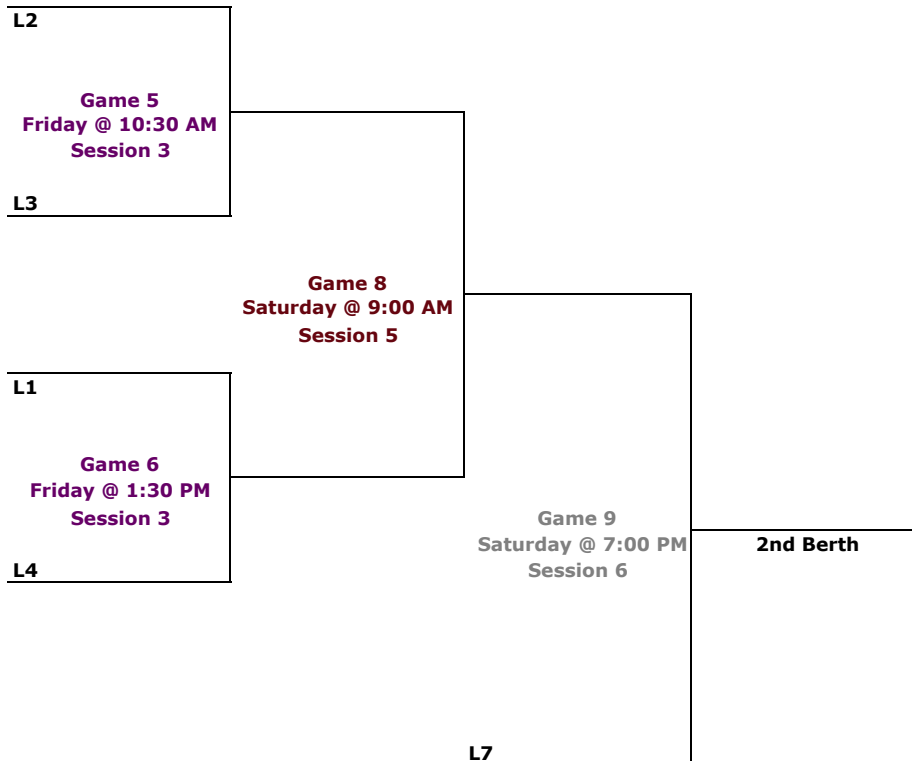 L2
Game 5
Friday @ 10:30 AM
Session 3
L3
Game 8
Saturday @ 9:00 AM
Session 5
L1
Game 6
Friday @ 1:30 PM
Session 3
L4
Game 9
Saturday @ 7:00 PM
Session 6
2nd Berth
L7